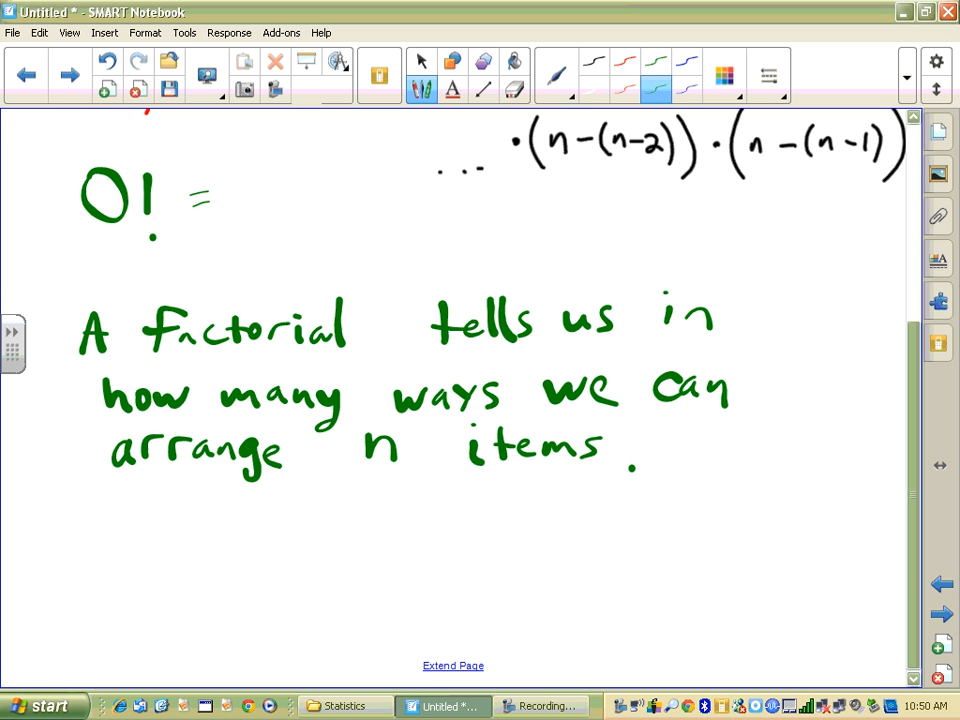 Untitled * - SMART Notebook
File Edit View Insert Format Tools Response Add-ons Help
... •(n-(n-2)) •(n-(n-1))
0! =
A factorial tells us in
how many ways we can
arrange n items.
Extend Page
start Statistics Untitled *... Recording... 10:50 AM